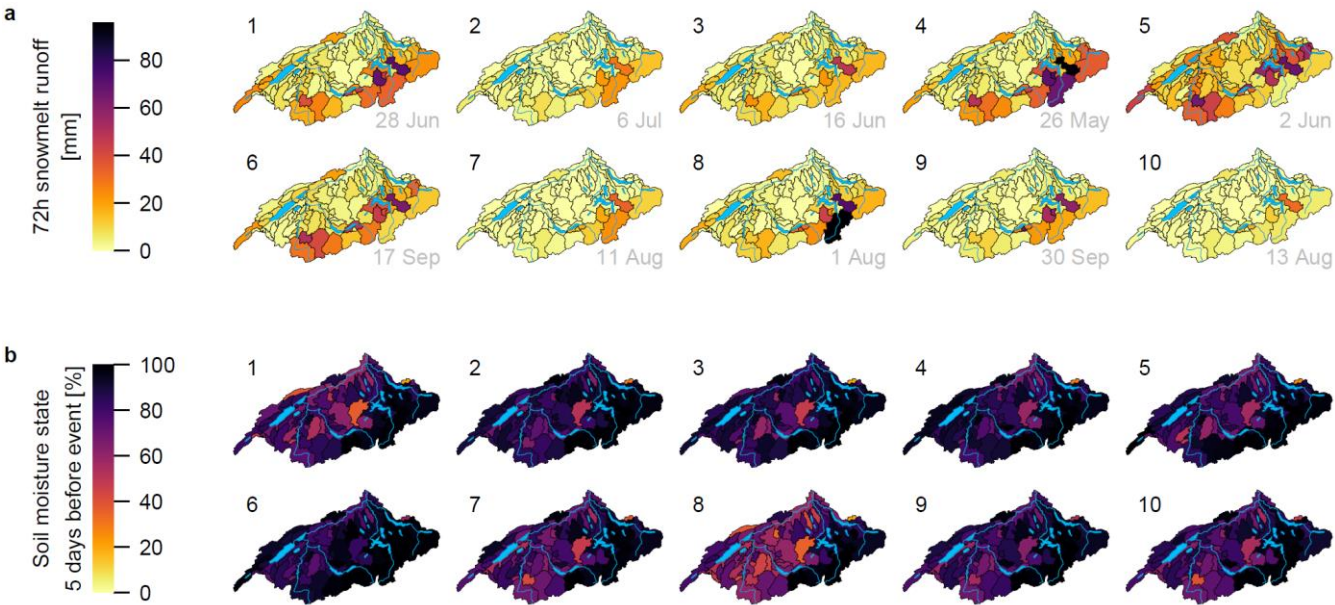 a
72h snowmelt runoff
[mm]
80
60
40
20
0
1
28 Jun
2
6 Jul
3
16 Jun
4
26 May
5
2 Jun
6
17 Sep
7
11 Aug
8
1 Aug
9
30 Sep
10
13 Aug
b
Soil moisture state
5 days before event [%]
100
80
60
40
20
0
1
2
3
4
5
6
7
8
9
10